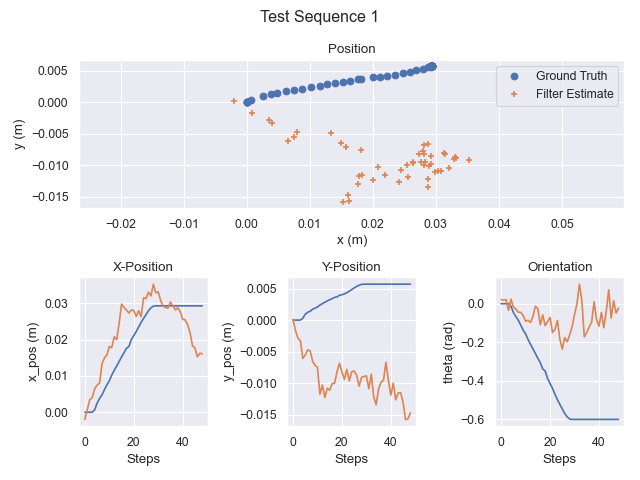 Test Sequence 1
Position
0.005
0.000
−0.005
−0.010
−0.015
y (m)
Ground Truth
Filter Estimate
−0.02 −0.01 0.00 0.01 0.02 0.03 0.04 0.05
x (m)
X-Position
0.03
0.02
0.01
0.00
x_pos (m)
0 20 40
Steps
Y-Position
0.005
0.000
−0.005
−0.010
−0.015
y_pos (m)
0 20 40
Steps
Orientation
0.0
−0.2
−0.4
−0.6
theta (rad)
0 20 40
Steps